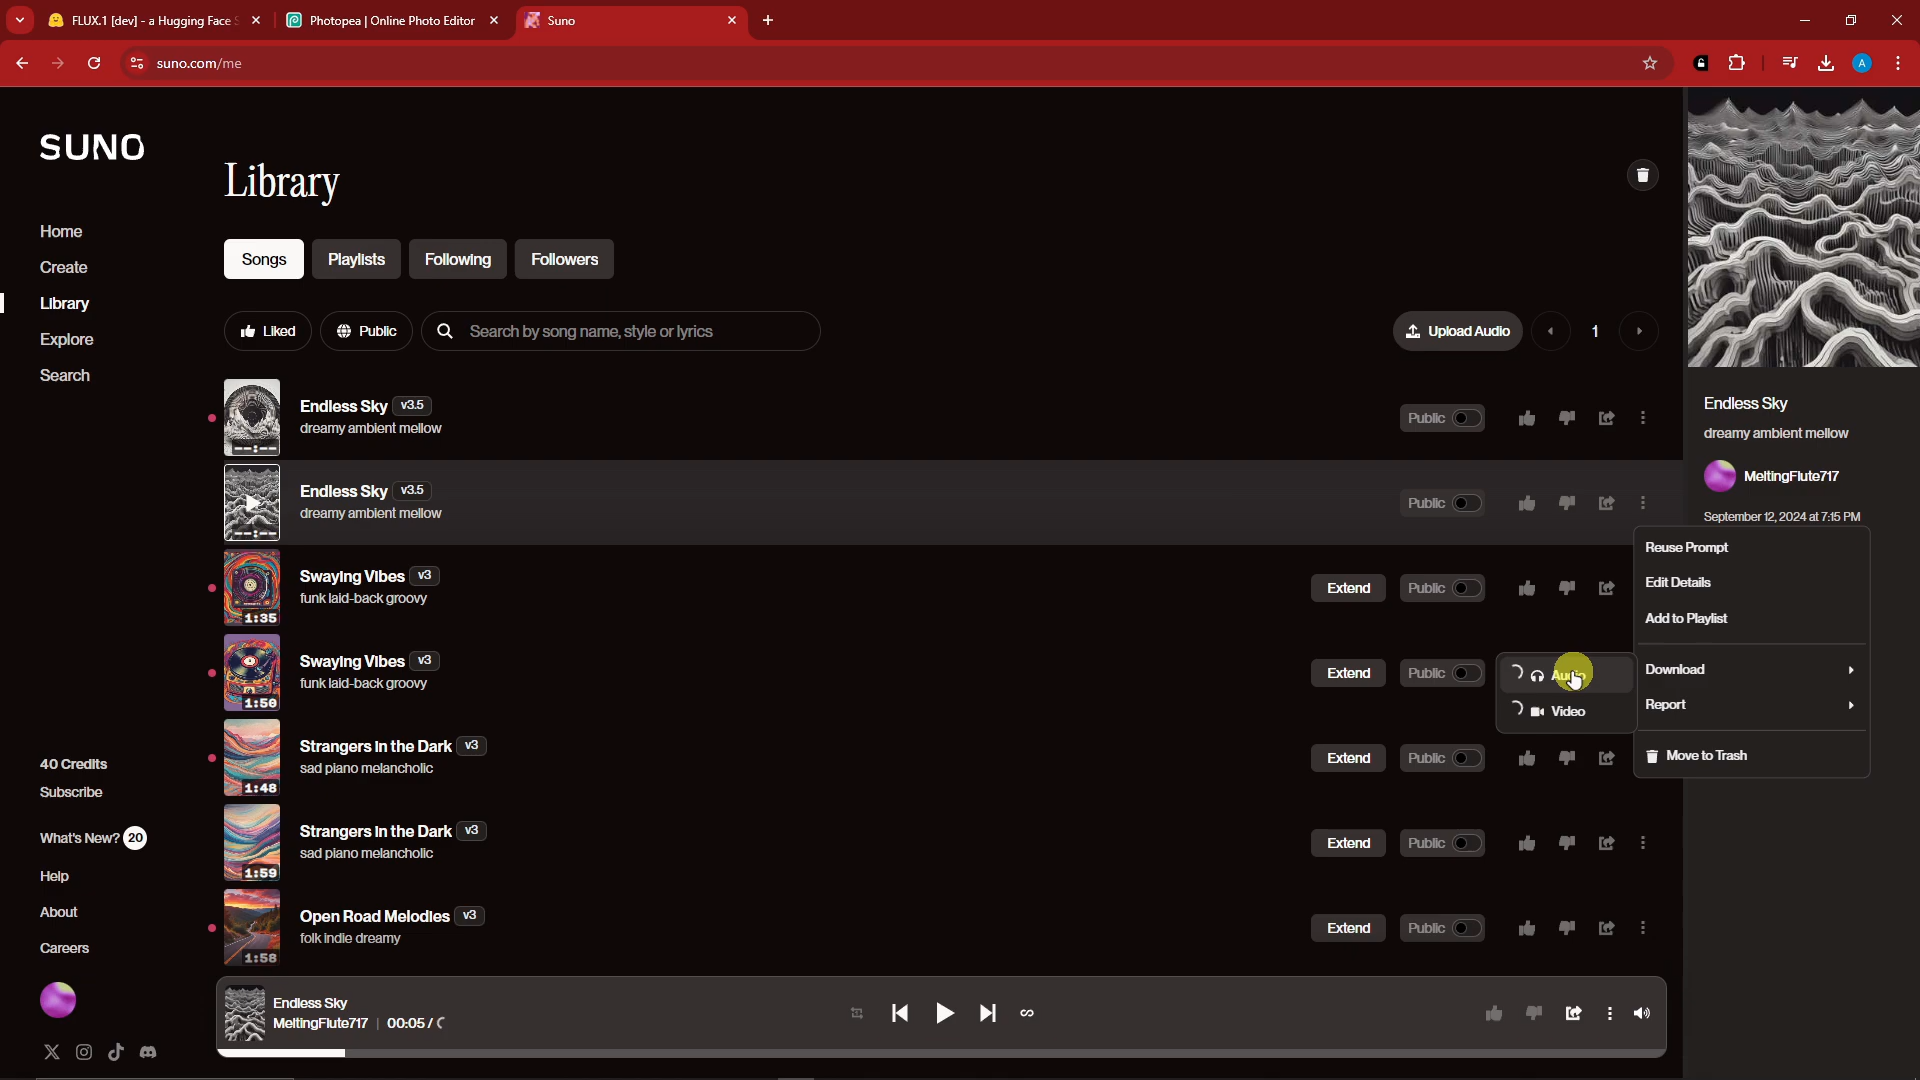 FLUX.1 [dev] - a Hugging Face S
Photopea | Online Photo Editor
Suno
suno.com/me
A
SUNO
Home
Create
Library
Explore
Search
40 Credits
Subscribe
What's New? 20
Help
About
Careers
Library
Songs
Playlists
Following
Followers
Liked
Public
Search by song name, style or lyrics
Upload Audio
1
Endless Sky v3.5
dreamy ambient mellow
--:--
Public
Endless Sky v3.5
dreamy ambient mellow
--:--
Public
Swaying Vibes v3
funk laid-back groovy
1:35
Extend
Public
Swaying Vibes v3
funk laid-back groovy
1:50
Extend
Public
Strangers in the Dark v3
sad piano melancholic
1:48
Extend
Public
Strangers in the Dark v3
sad piano melancholic
1:59
Extend
Public
Open Road Melodies v3
folk indie dreamy
1:58
Extend
Public
Endless Sky
dreamy ambient mellow
MeltingFlute717
September 12, 2024 at 7:15 PM
Reuse Prompt
Edit Details
Add to Playlist
Download
Report
Move to Trash
Audio
Video
Endless Sky
MeltingFlute717 | 00:05 /